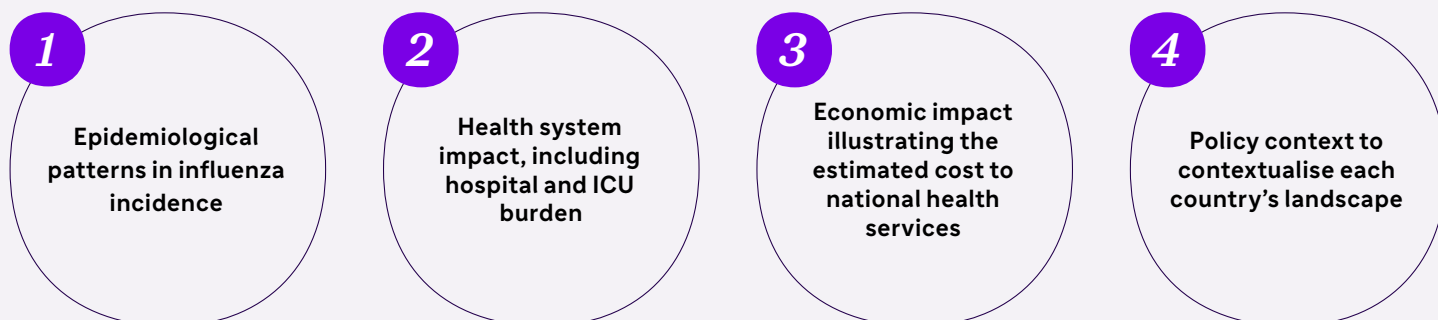 1
Epidemiological
patterns in influenza
incidence
2
Health system
impact, including
hospital and ICU
burden
3
Economic impact
illustrating the
estimated cost to
national health
services
4
Policy context to
contextualise each
country’s landscape